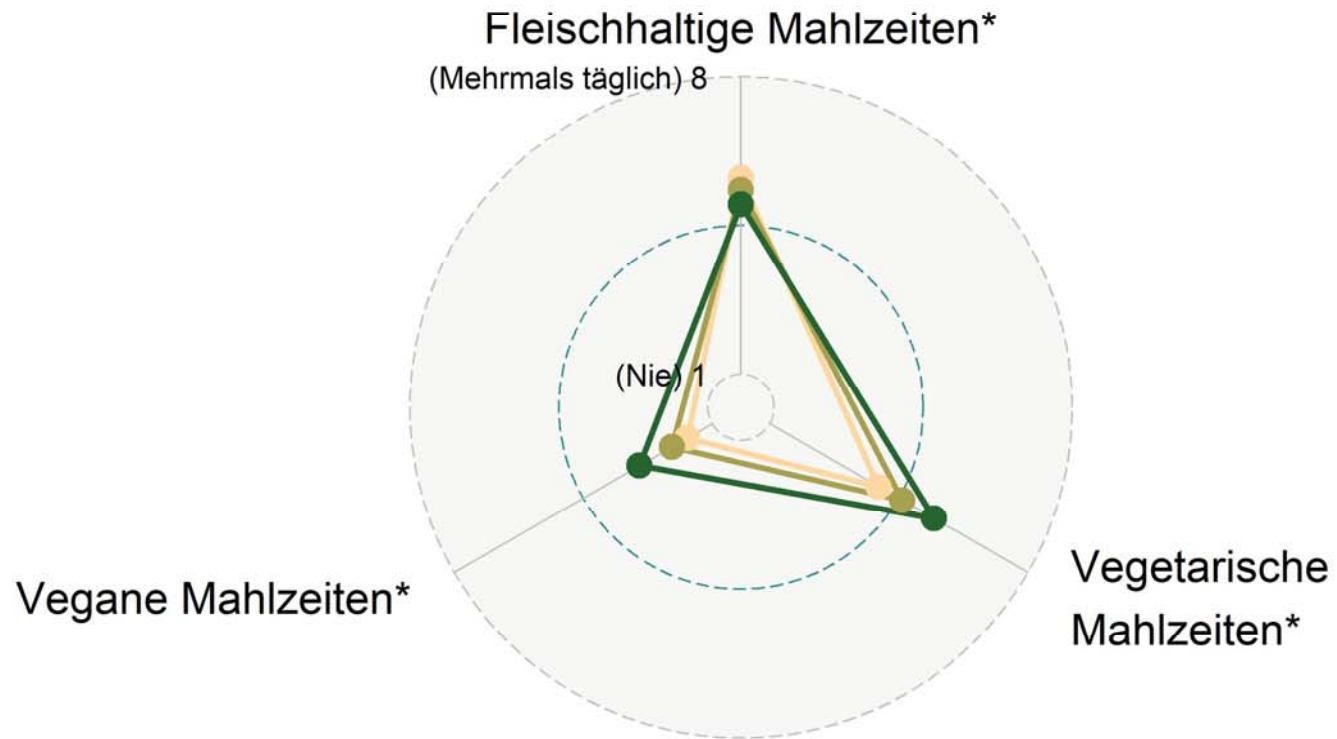 Fleischhaltige Mahlzeiten*
(Mehrmals täglich) 8
(Nie) 1
Vegane Mahlzeiten*
Vegetarische
Mahlzeiten*